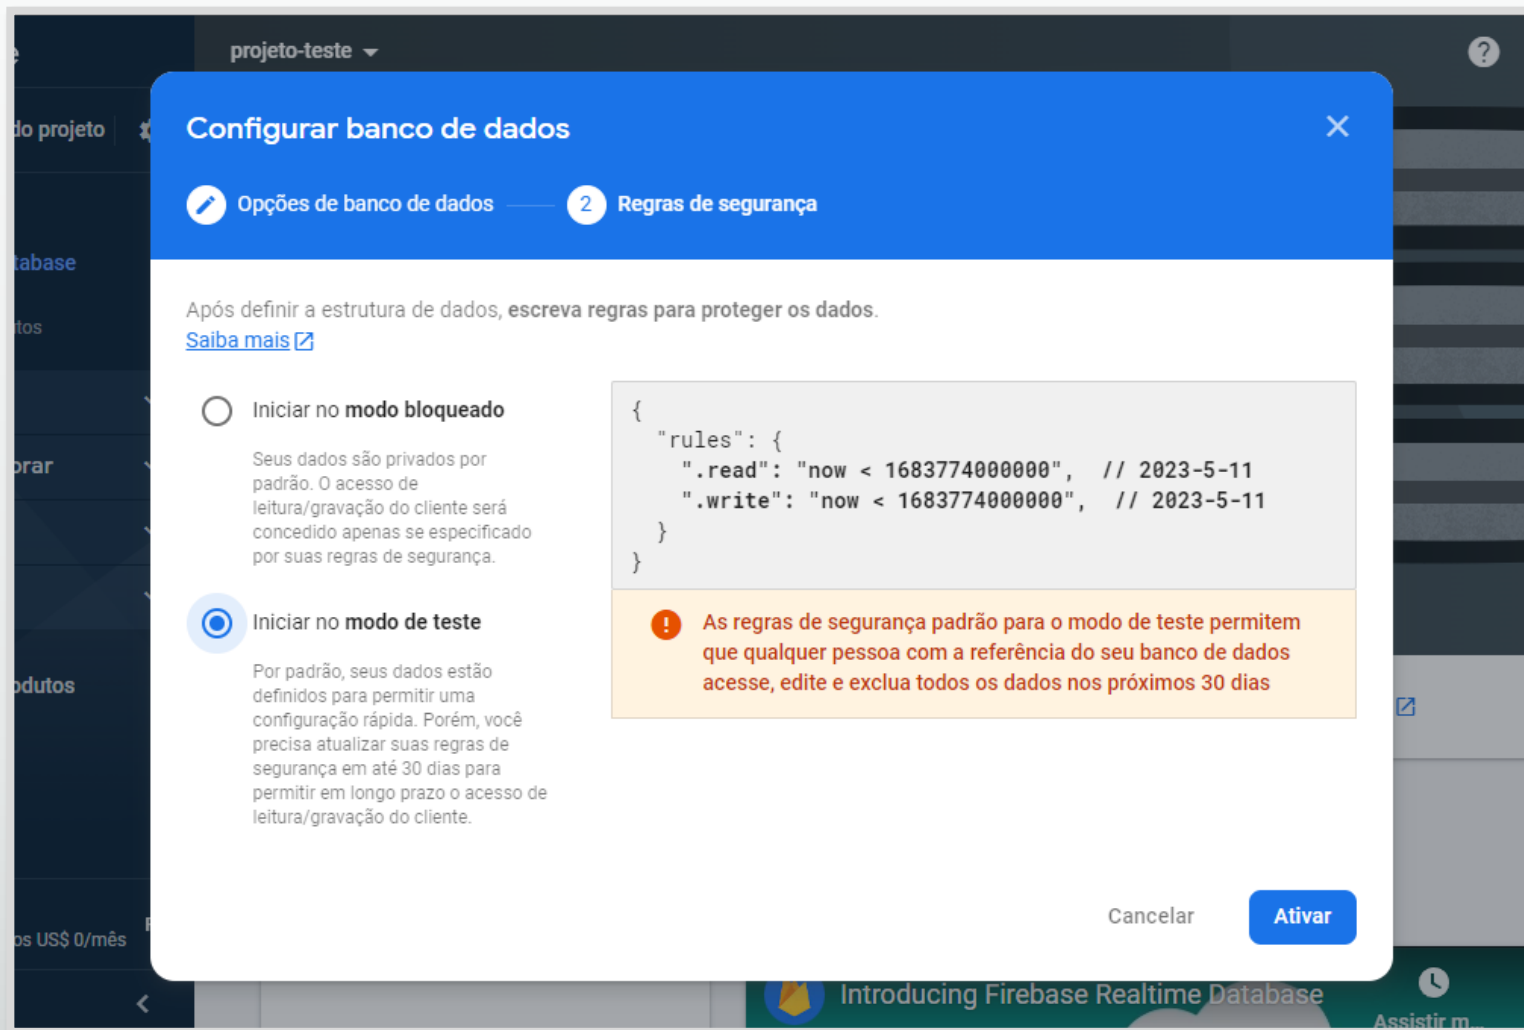 projeto-teste
do projeto
Configurar banco de dados
Opções de banco de dados
2
Regras de segurança
Após definir a estrutura de dados, escreva regras para proteger os dados.
Saiba mais
Iniciar no modo bloqueado
Seus dados são privados por
padrão. O acesso de
leitura/gravação do cliente será
concedido apenas se especificado
por suas regras de segurança.
Iniciar no modo de teste
Por padrão, seus dados estão
definidos para permitir uma
configuração rápida. Porém, você
precisa atualizar suas regras de
segurança em até 30 dias para
permitir em longo prazo o acesso de
leitura/gravação do cliente.
{
"rules": {
".read": "now < 1683774000000",  // 2023-5-11
".write": "now < 1683774000000",  // 2023-5-11
}
}
As regras de segurança padrão para o modo de teste permitem
que qualquer pessoa com a referência do seu banco de dados
acesse, edite e exclua todos os dados nos próximos 30 dias
Cancelar
Ativar
tabase
tos
orar
odutos
os US$ 0/mês
Introducing Firebase Realtime Database
Assistir m...